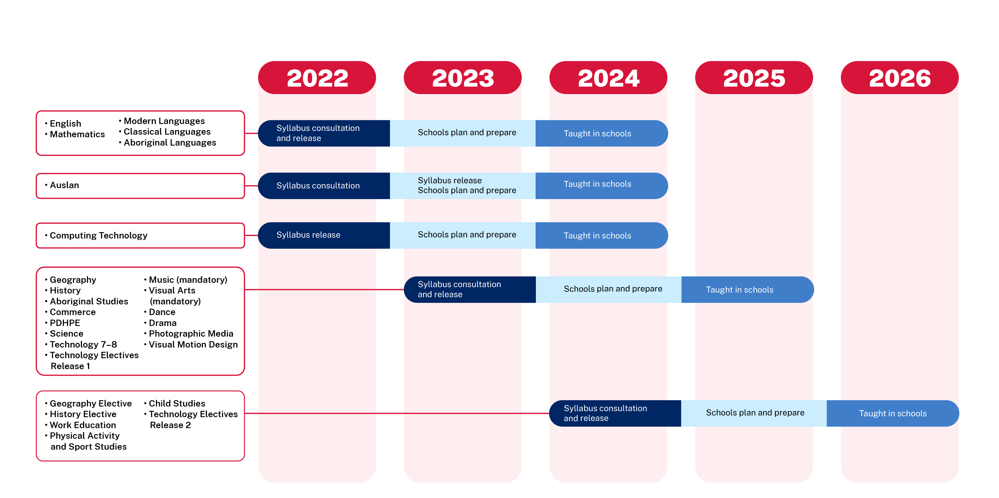 2022
2023
2024
2025
2026
• English
• Mathematics
• Modern Languages
• Classical Languages
• Aboriginal Languages
Syllabus consultation
and release
Schools plan and prepare
Taught in schools
• Auslan
Syllabus consultation
Syllabus release
Schools plan and prepare
Taught in schools
• Computing Technology
Syllabus release
Schools plan and prepare
Taught in schools
• Geography
• History
• Aboriginal Studies
• Commerce
• PDHPE
• Science
• Technology 7–8
• Technology Electives
Release 1
• Music (mandatory)
• Visual Arts
(mandatory)
• Dance
• Drama
• Photographic Media
• Visual Motion Design
Syllabus consultation
and release
Schools plan and prepare
Taught in schools
• Geography Elective
• History Elective
• Work Education
• Physical Activity
and Sport Studies
• Child Studies
• Technology Electives
Release 2
Syllabus consultation
and release
Schools plan and prepare
Taught in schools